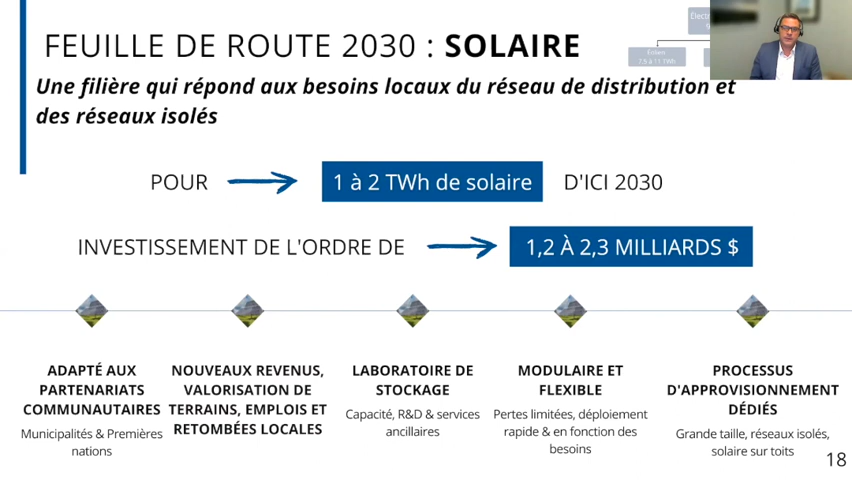 FEUILLE DE ROUTE 2030 : SOLAIRE
Une filière qui répond aux besoins locaux du réseau de distribution et
des réseaux isolés
POUR
1 à 2 TWh de solaire
D'ICI 2030
INVESTISSEMENT DE L'ORDRE DE
1,2 À 2,3 MILLIARDS $
ADAPTÉ AUX
PARTENARIATS
COMMUNAUTAIRES
Municipalités & Premières
nations
NOUVEAUX REVENUS,
VALORISATION DE
TERRAINS, EMPLOIS ET
RETOMBÉES LOCALES
LABORATOIRE DE
STOCKAGE
Capacité, R&D & services
ancillaires
MODULAIRE ET
FLEXIBLE
Pertes limitées, déploiement
rapide & en fonction des
besoins
PROCESSUS
D'APPROVISIONNEMENT
DÉDIÉS
Grande taille, réseaux isolés,
solaire sur toits
18